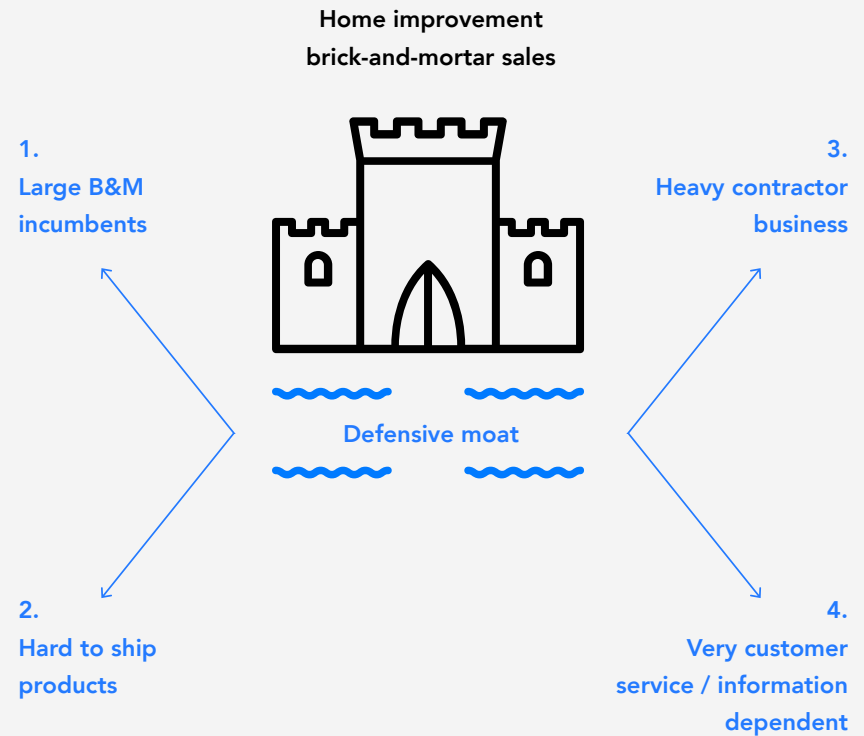 Home improvement
brick-and-mortar sales
1.
Large B&M
incumbents
3.
Heavy contractor
business
Defensive moat
2.
Hard to ship
products
4.
Very customer
service / information
dependent